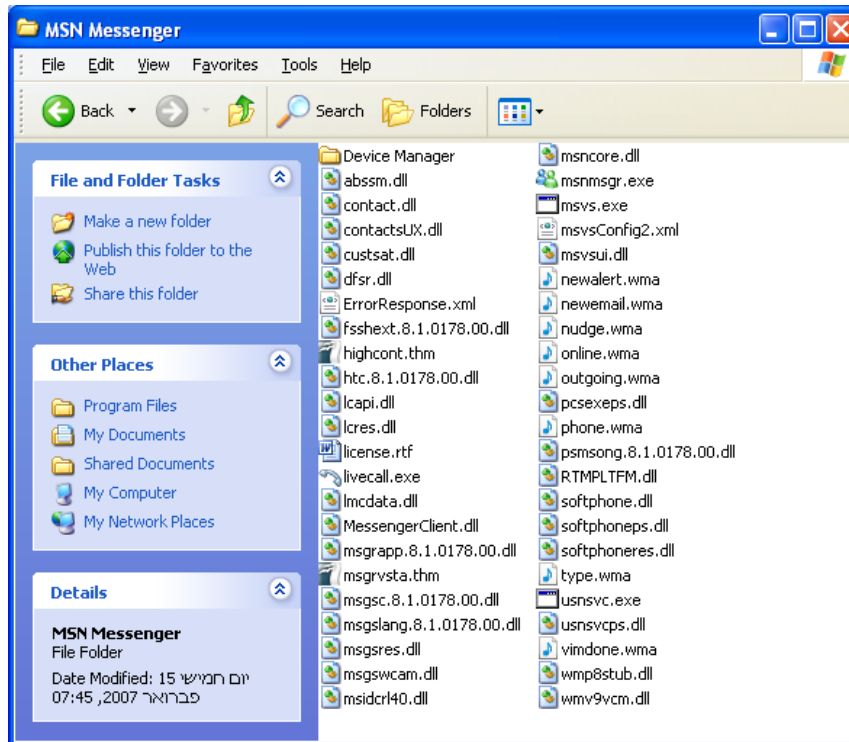 MSN Messenger
File Edit View Favorites Tools Help
Back Search Folders
File and Folder Tasks
Make a new folder
Publish this folder to the
Web
Share this folder
Other Places
Program Files
My Documents
Shared Documents
My Computer
My Network Places
Details
MSN Messenger
File Folder
Date Modified: 15 יום חמישי
פברואר 2007, 07:45
Device Manager
abssm.dll
contact.dll
contactsUX.dll
custsat.dll
dfsr.dll
ErrorResponse.xml
fsshext.8.1.0178.00.dll
highcont.thm
htc.8.1.0178.00.dll
lcapi.dll
lcres.dll
license.rtf
livecall.exe
lmcdata.dll
MessengerClient.dll
msgrapp.8.1.0178.00.dll
msgrvsta.thm
msgsc.8.1.0178.00.dll
msgslang.8.1.0178.00.dll
msgsres.dll
msgswcam.dll
msidcrl40.dll
msncore.dll
msnmsgr.exe
msvs.exe
msvsConfig2.xml
msvsui.dll
newalert.wma
newemail.wma
nudge.wma
online.wma
outgoing.wma
pcsexeps.dll
phone.wma
psmsong.8.1.0178.00.dll
RTMPLTFM.dll
softphone.dll
softphoneps.dll
softphoneres.dll
type.wma
usnsvc.exe
usnsvcps.dll
vimdone.wma
wmp8stub.dll
wmv9vcm.dll